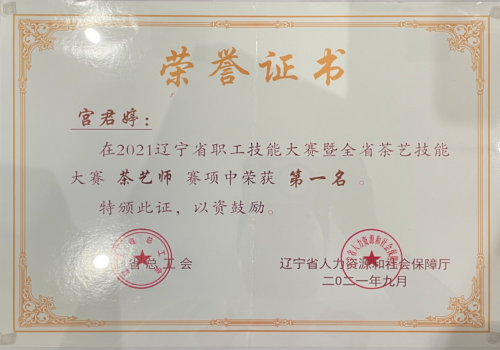 荣誉证书
宫君婷：
在2021辽宁省职工技能大赛暨全省茶艺技能
大赛 茶艺师 赛项中荣获 第一名 。
特颁此证，以资鼓励。
省总工会 辽宁省人力资源和社会保障厅
二〇二一年九月